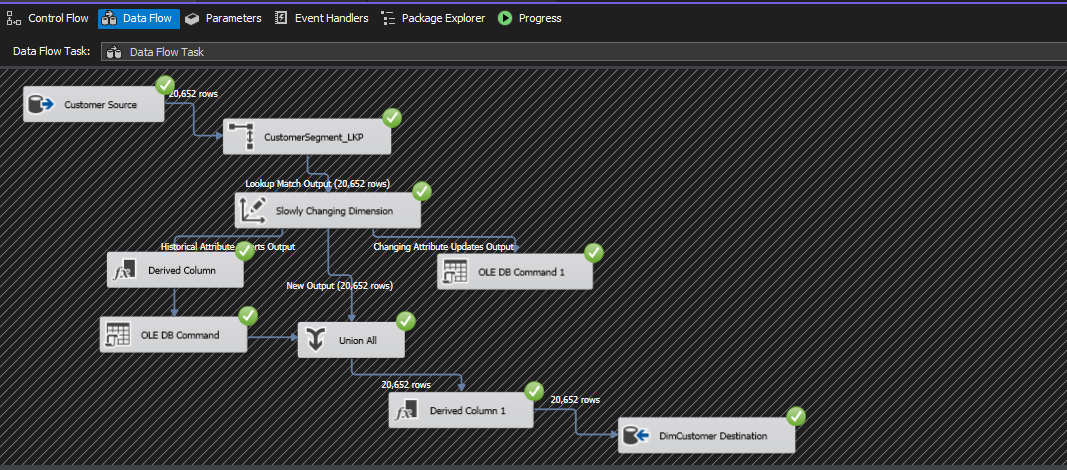 Control Flow Data Flow Parameters Event Handlers Package Explorer Progress
Data Flow Task: Data Flow Task
Customer Source
20,652 rows
CustomerSegment_LKP
Lookup Match Output (20,652 rows)
Slowly Changing Dimension
Historical Attribute Output
Changing Attribute Updates Output
Derived Column
OLE DB Command 1
New Output (20,652 rows)
OLE DB Command
Union All
20,652 rows
Derived Column 1
20,652 rows
DimCustomer Destination